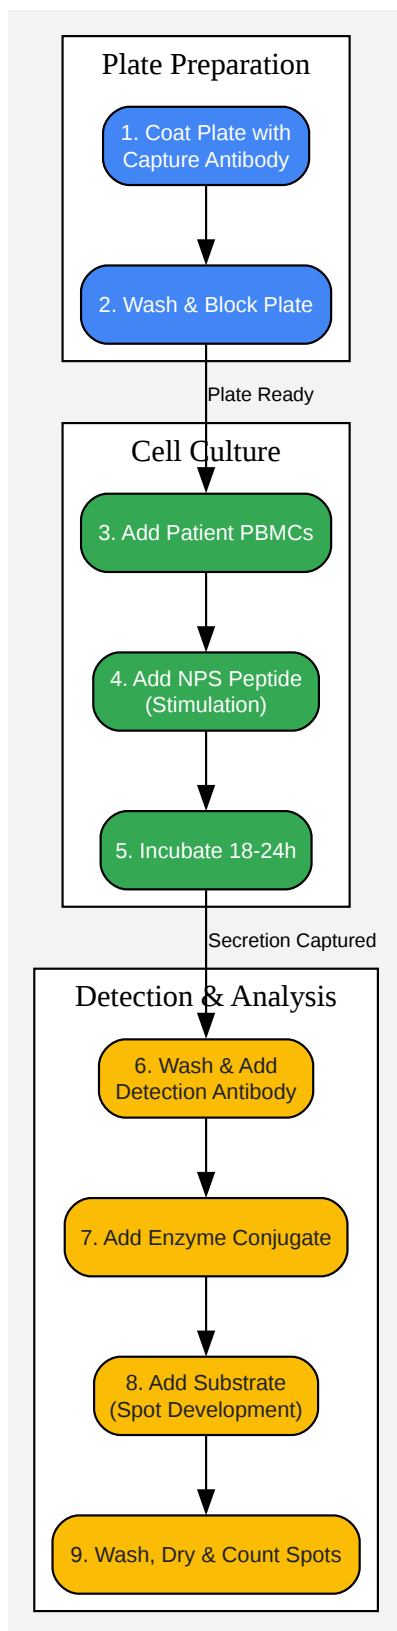 Plate Preparation
1. Coat Plate with
Capture Antibody
2. Wash & Block Plate
Plate Ready
Cell Culture
3. Add Patient PBMCs
4. Add NPS Peptide
(Stimulation)
5. Incubate 18-24h
Secretion Captured
Detection & Analysis
6. Wash & Add
Detection Antibody
7. Add Enzyme Conjugate
8. Add Substrate
(Spot Development)
9. Wash, Dry & Count Spots